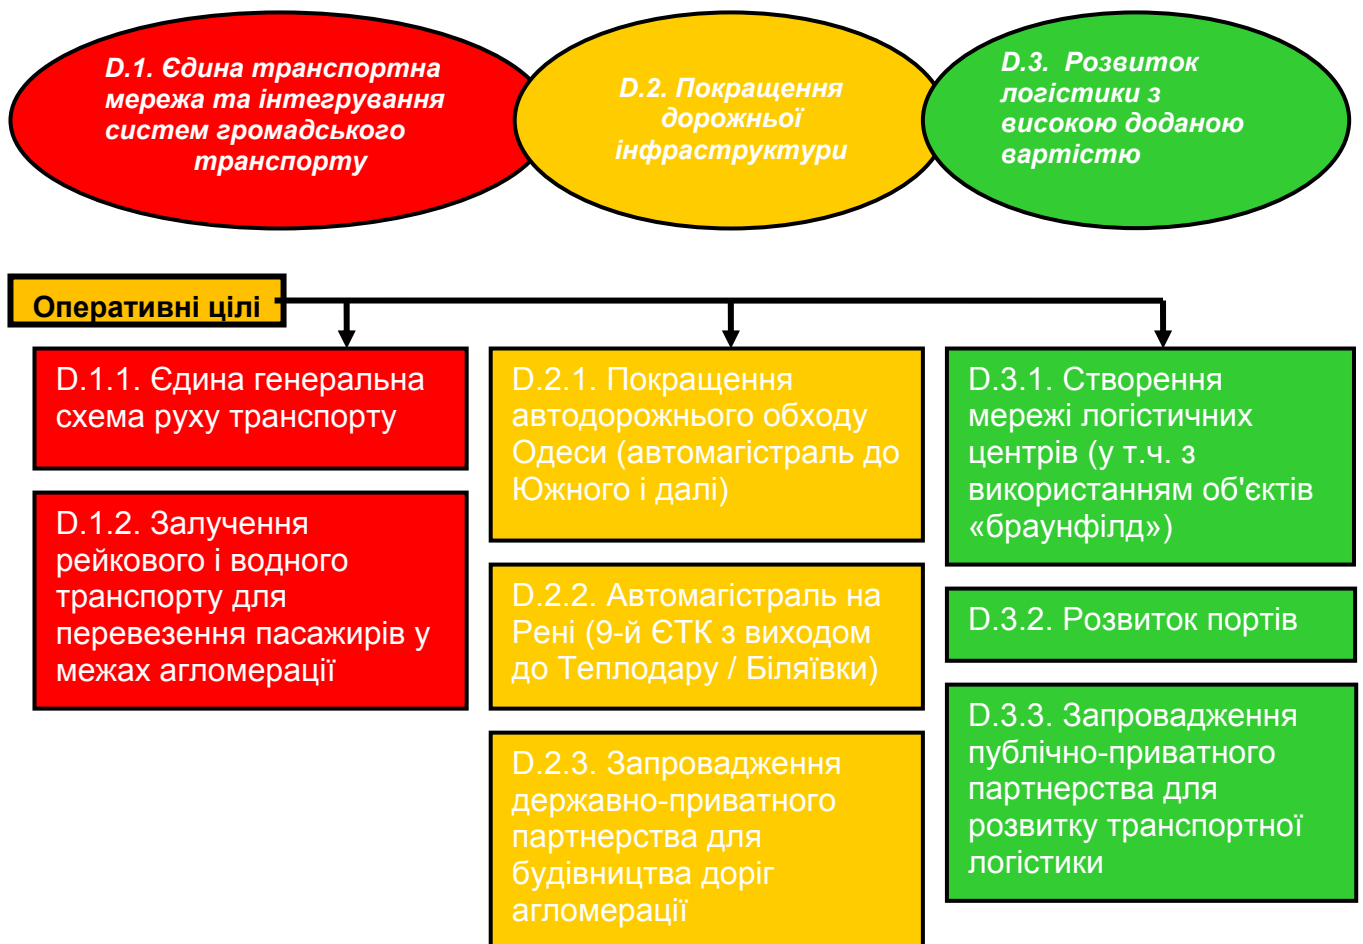 D.1. Єдина транспортна
мережа та інтегрування
систем громадського
транспорту
D.2. Покращення
дорожньої
інфраструктури
D.3. Розвиток
логістики з
високою доданою
вартістю
Оперативні цілі
D.1.1. Єдина генеральна
схема руху транспорту
D.1.2. Залучення
рейкового і водного
транспорту для
перевезення пасажирів у
межах агломерації
D.2.1. Покращення
автодорожнього обходу
Одеси (автомагістраль до
Южного і далі)
D.2.2. Автомагістраль на
Рені (9-й ЄТК з виходом
до Теплодару / Біляївки)
D.2.3. Запровадження
державно-приватного
партнерства для
будівництва доріг
агломерації
D.3.1. Створення
мережі логістичних
центрів (у т.ч. з
використанням об'єктів
«браунфілд»)
D.3.2. Розвиток портів
D.3.3. Запровадження
публічно-приватного
партнерства для
розвитку транспортної
логістики